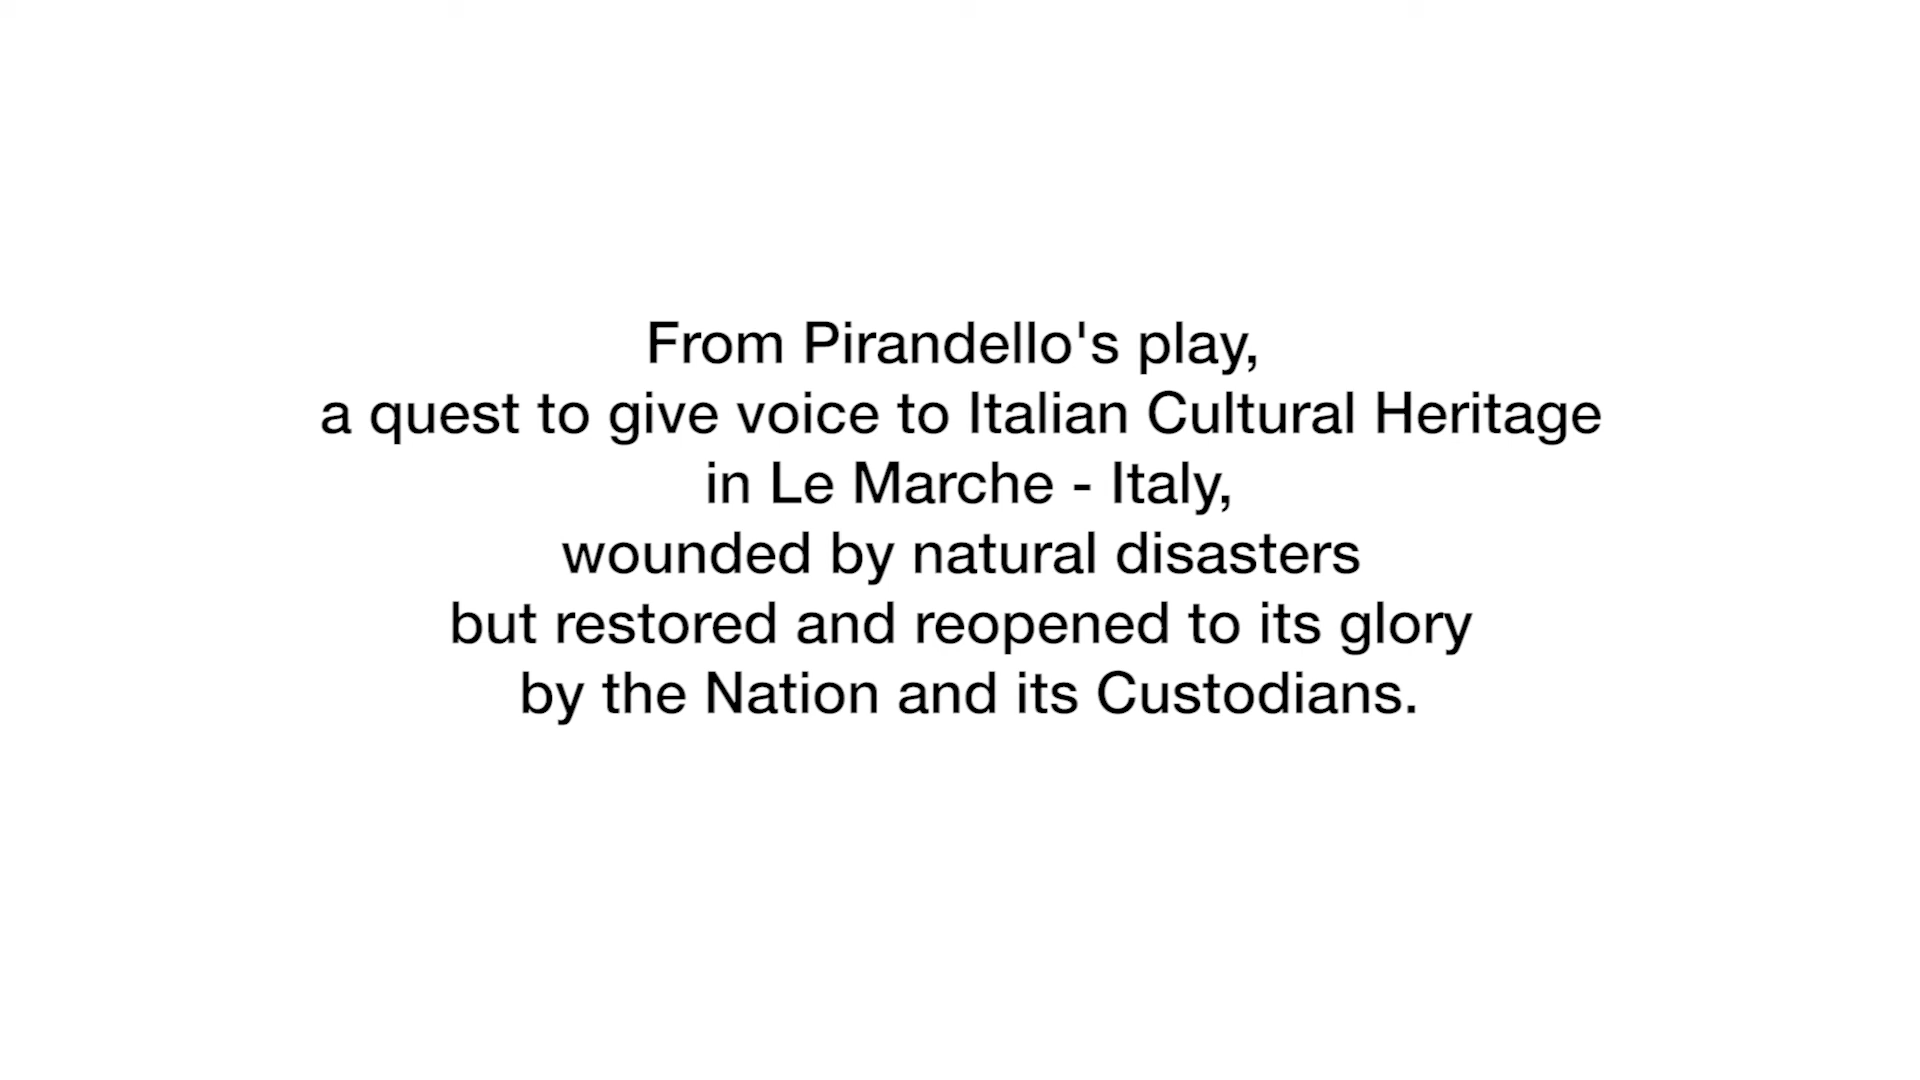 From Pirandello's play,
a quest to give voice to Italian Cultural Heritage
in Le Marche - Italy,
wounded by natural disasters
but restored and reopened to its glory
by the Nation and its Custodians.